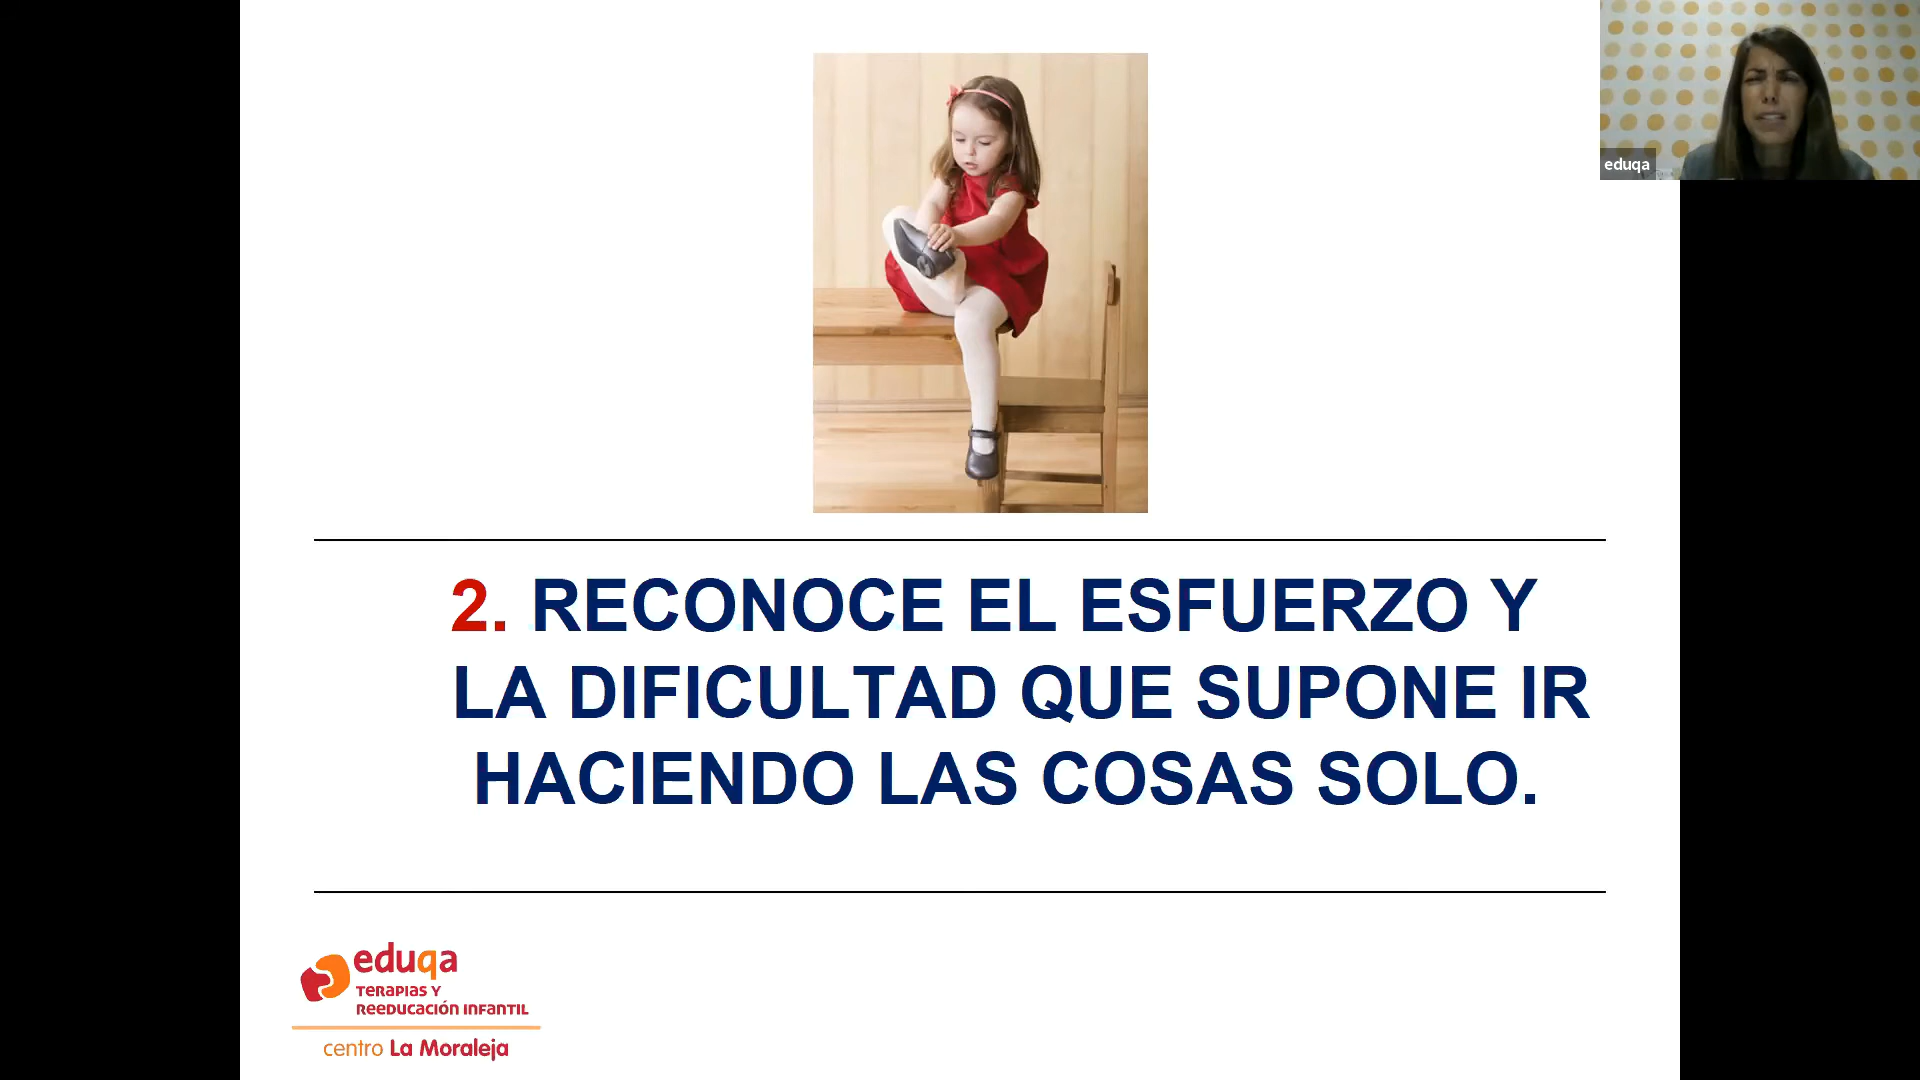 eduqa
2. RECONOCE EL ESFUERZO Y
LA DIFICULTAD QUE SUPONE IR
HACIENDO LAS COSAS SOLO.
eduqa
TERAPIAS Y
REEDUCACIÓN INFANTIL
centro La Moraleja